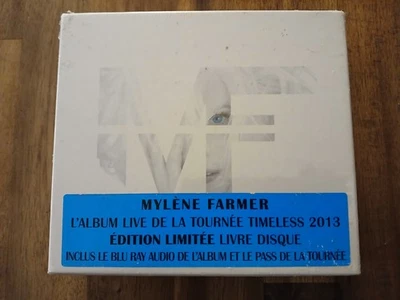 MF
MYLÈNE FARMER
L'ALBUM LIVE DE LA TOURNÉE TIMELESS 2013
ÉDITION LIMITÉE LIVRE DISQUE
INCLUS LE BLU RAY AUDIO DE L'ALBUM ET LE PASS DE LA TOURNÉE